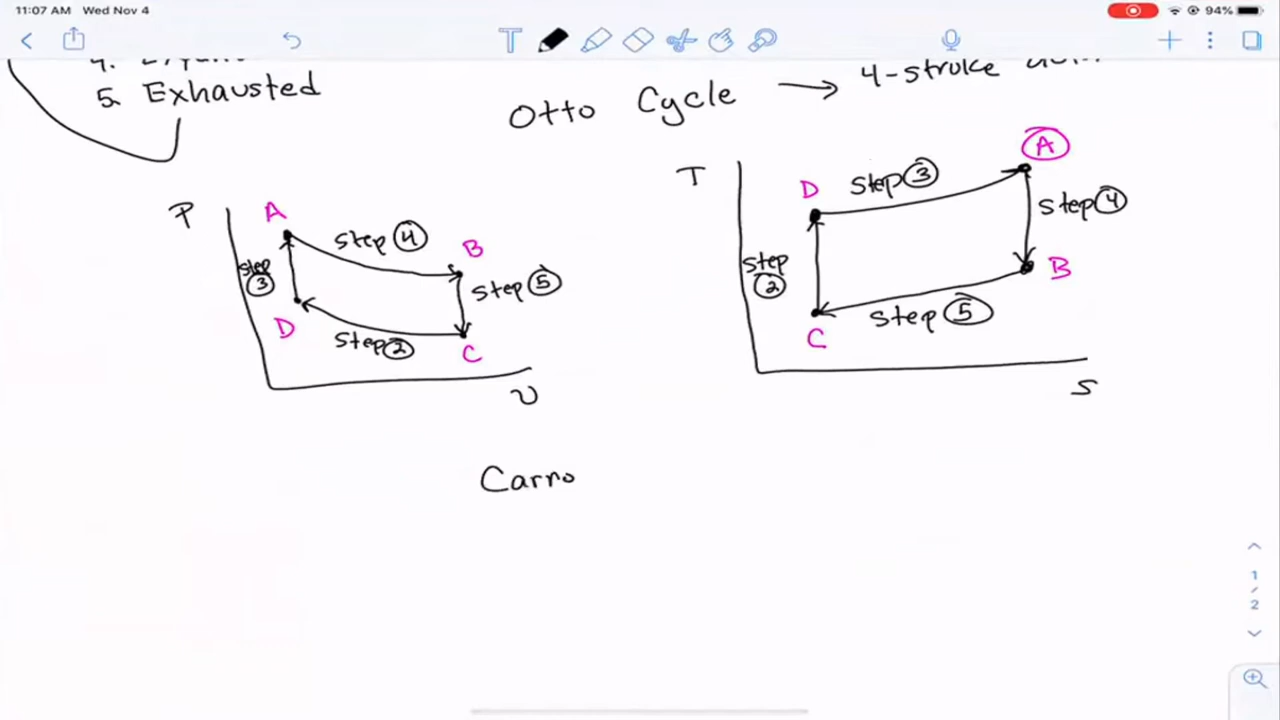 11:07 AM Wed Nov 4
94%
T
5. Exhausted
Otto Cycle → 4-stroke
P
A
step ④
B
step ③
step ⑤
D
step ②
C
V
T
D
step ③
A
step ④
step ②
B
step ⑤
C
S
Carno
1
/
2